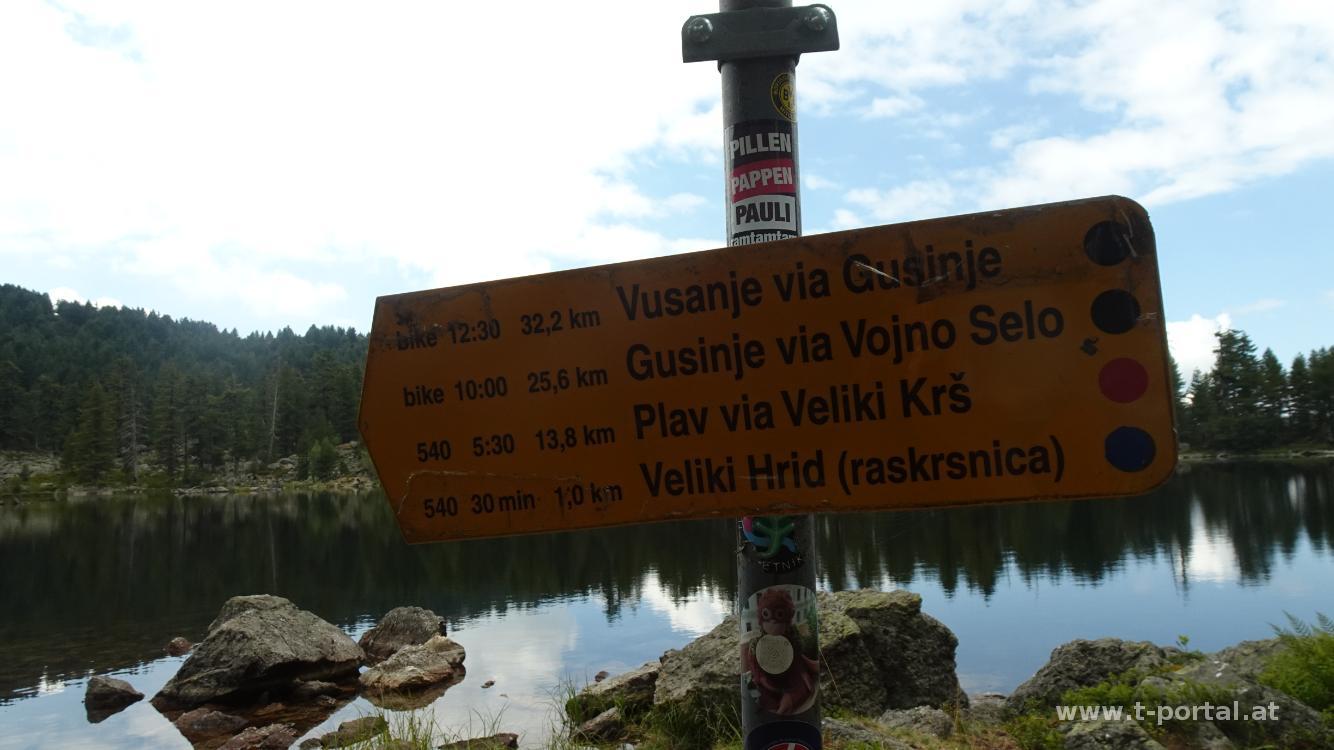 PILLEN
PAPPEN
PAULI
bike 12:30 32,2 km Vusanje via Gusinje
bike 10:00 25,6 km Gusinje via Vojno Selo
540 5:30 13,8 km Plav via Veliki Krš
540 30 min 1,0 km Veliki Hrid (raskrsnica)
www.t-portal.at